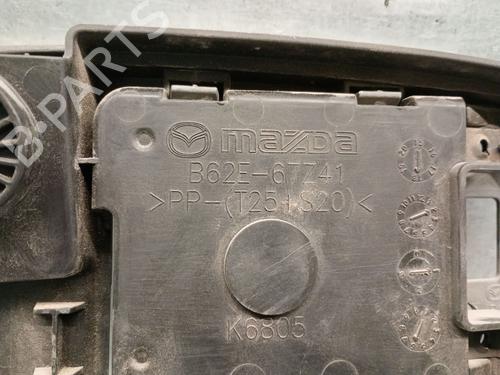 B-PARTS
mazda
B62E-67Z41
>PP-(T25+S20)<
K6805